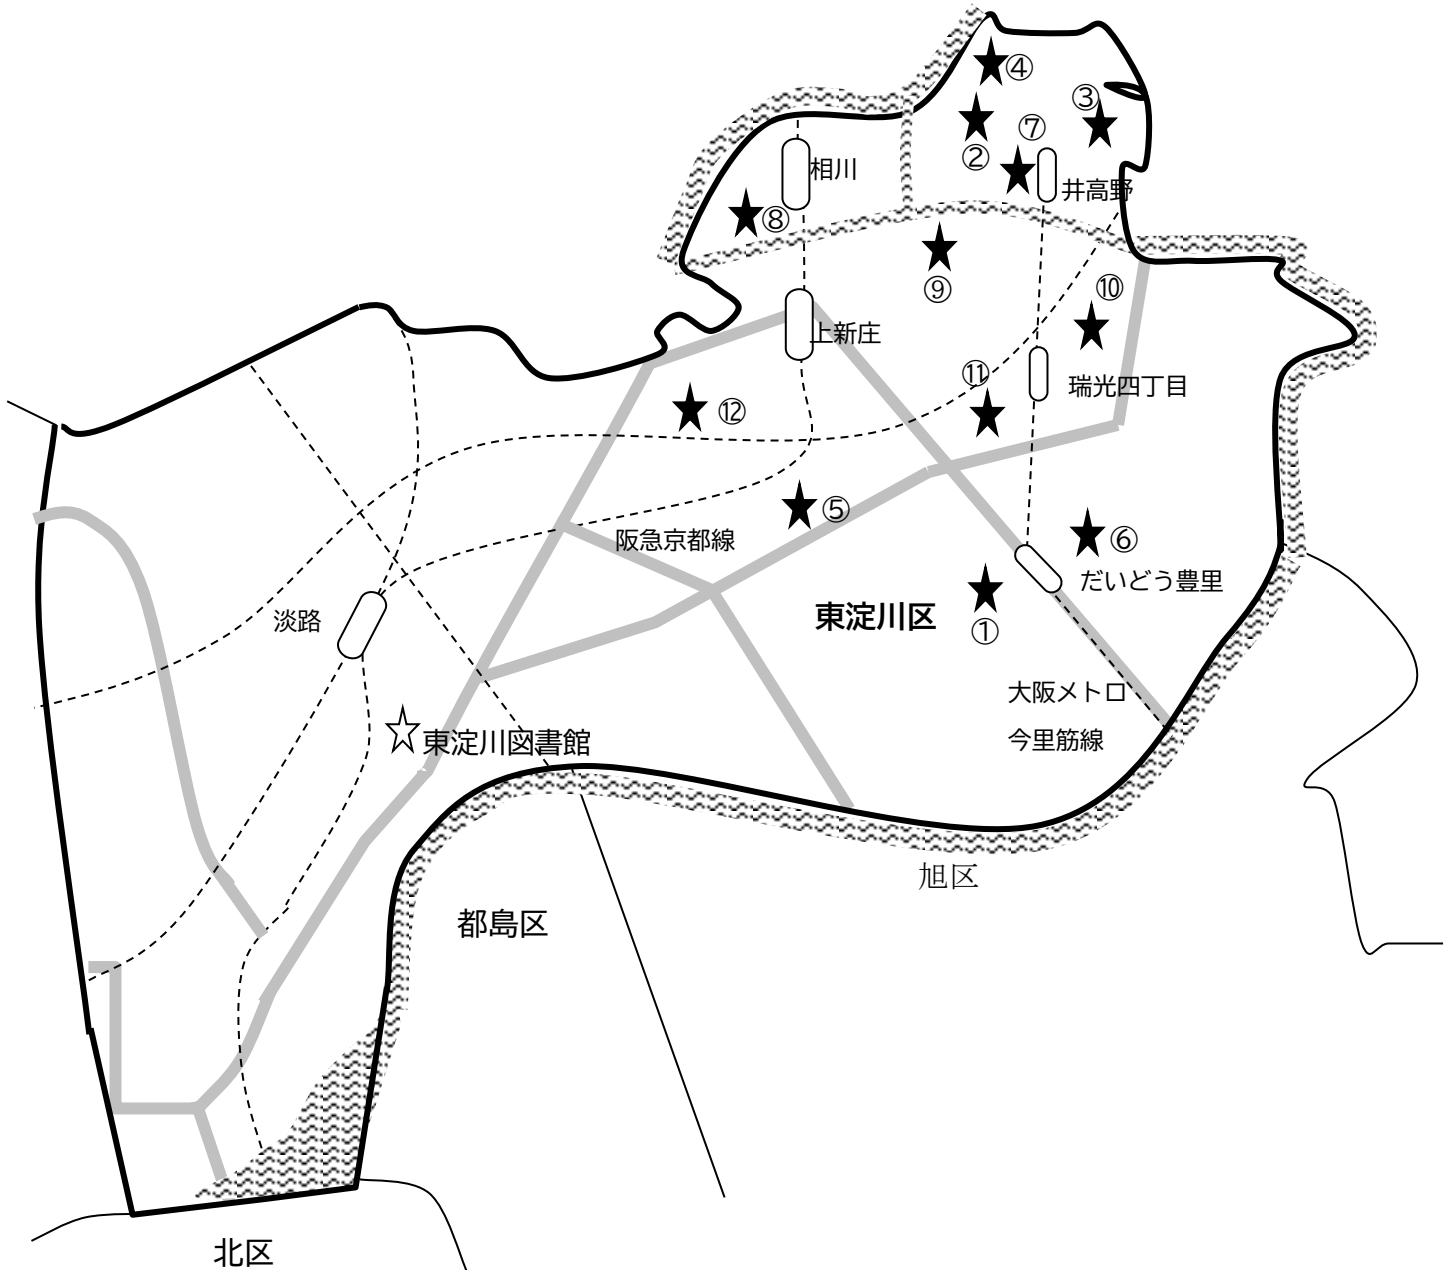 ④
③
⑦
②
相川
井高野
⑧
⑨
⑩
上新庄
⑪
瑞光四丁目
⑫
⑤
阪急京都線
⑥
だいどう豊里
淡路
東淀川区
①
大阪メトロ
今里筋線
東淀川図書館
旭区
都島区
北区